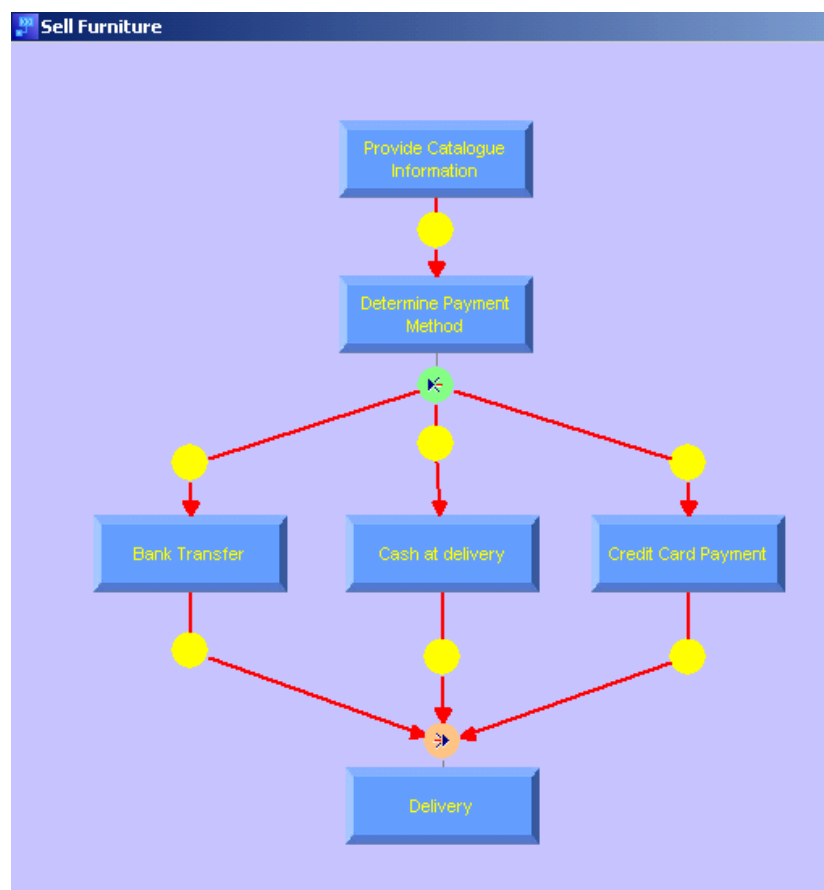 Sell Furniture
Provide Catalogue
Information
Determine Payment
Method
Bank Transfer
Cash at delivery
Credit Card Payment
Delivery